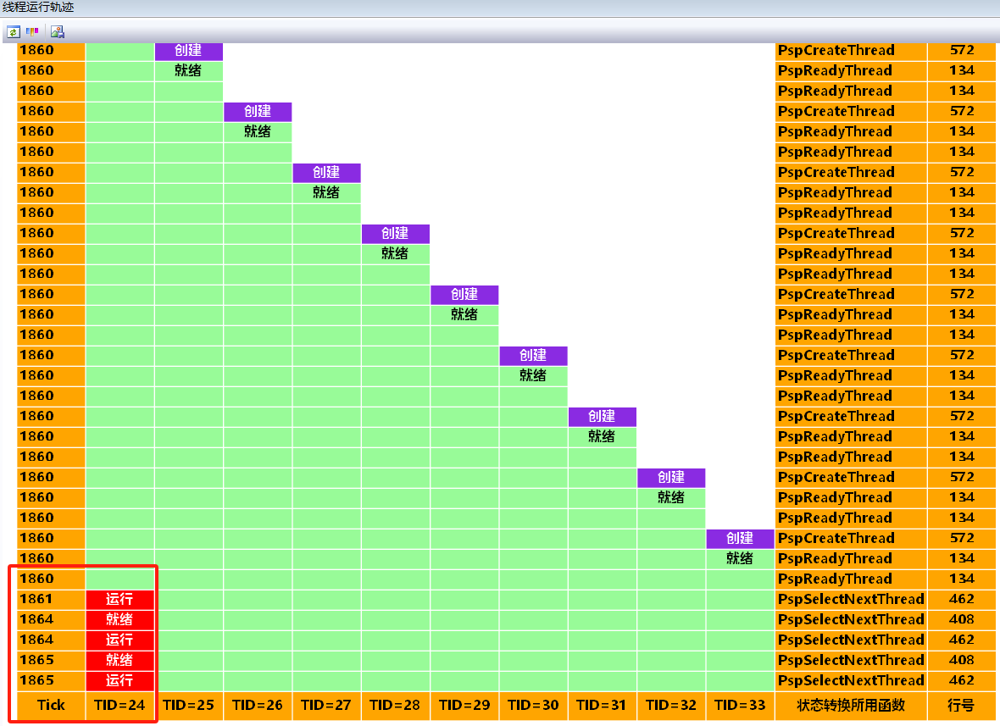 线程运行轨迹
1860 创建 PspCreateThread 572
1860 就绪 PspReadyThread 134
1860 PspReadyThread 134
1860 创建 PspCreateThread 572
1860 就绪 PspReadyThread 134
1860 PspReadyThread 134
1860 创建 PspCreateThread 572
1860 就绪 PspReadyThread 134
1860 PspReadyThread 134
1860 创建 PspCreateThread 572
1860 就绪 PspReadyThread 134
1860 PspReadyThread 134
1860 创建 PspCreateThread 572
1860 就绪 PspReadyThread 134
1860 PspReadyThread 134
1860 创建 PspCreateThread 572
1860 就绪 PspReadyThread 134
1860 PspReadyThread 134
1860 创建 PspCreateThread 572
1860 就绪 PspReadyThread 134
1860 PspReadyThread 134
1860 创建 PspCreateThread 572
1860 就绪 PspReadyThread 134
1860 PspReadyThread 134
1860 创建 PspCreateThread 572
1860 就绪 PspReadyThread 134
1860 PspReadyThread 134
1861 运行 PspSelectNextThread 462
1864 就绪 PspSelectNextThread 408
1864 运行 PspSelectNextThread 462
1865 就绪 PspSelectNextThread 408
1865 运行 PspSelectNextThread 462
Tick TID=24 TID=25 TID=26 TID=27 TID=28 TID=29 TID=30 TID=31 TID=32 TID=33 状态转换所用函数 行号